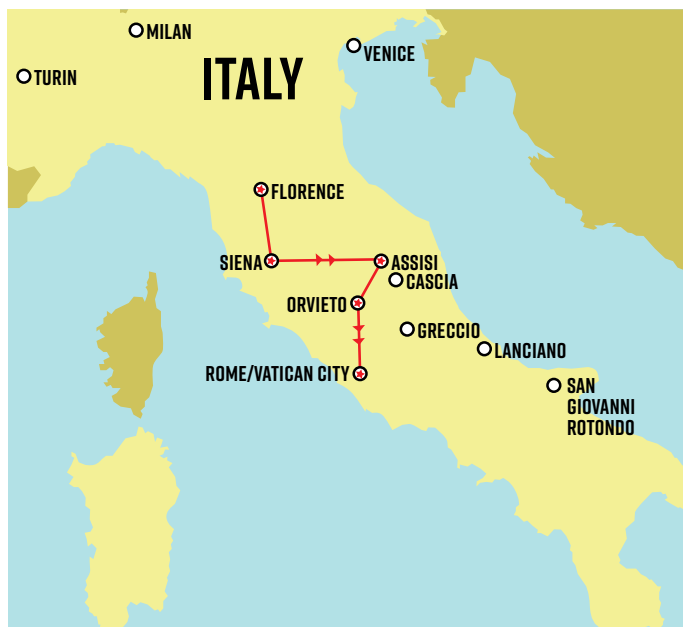 MILAN
ITALY
VENICE
TURIN
FLORENCE
SIENA
ASSISI
CASCIA
ORVIETO
GRECCIO
LANCIANO
ROME/VATICAN CITY
SAN
GIOVANNI
ROTONDO